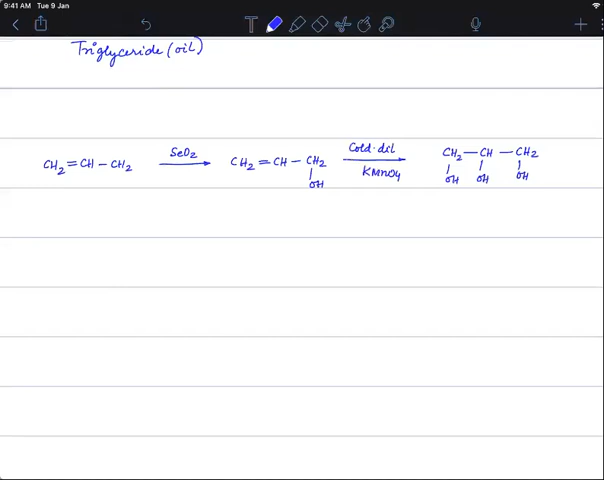 9:41 AM Tue 9 Jan
Triglyceride (oil)
CH2=CH-CH2 SeO2 CH2=CH-CH2 Cold·dil KMnO4 CH2-CH-CH2
OH OH OH OH